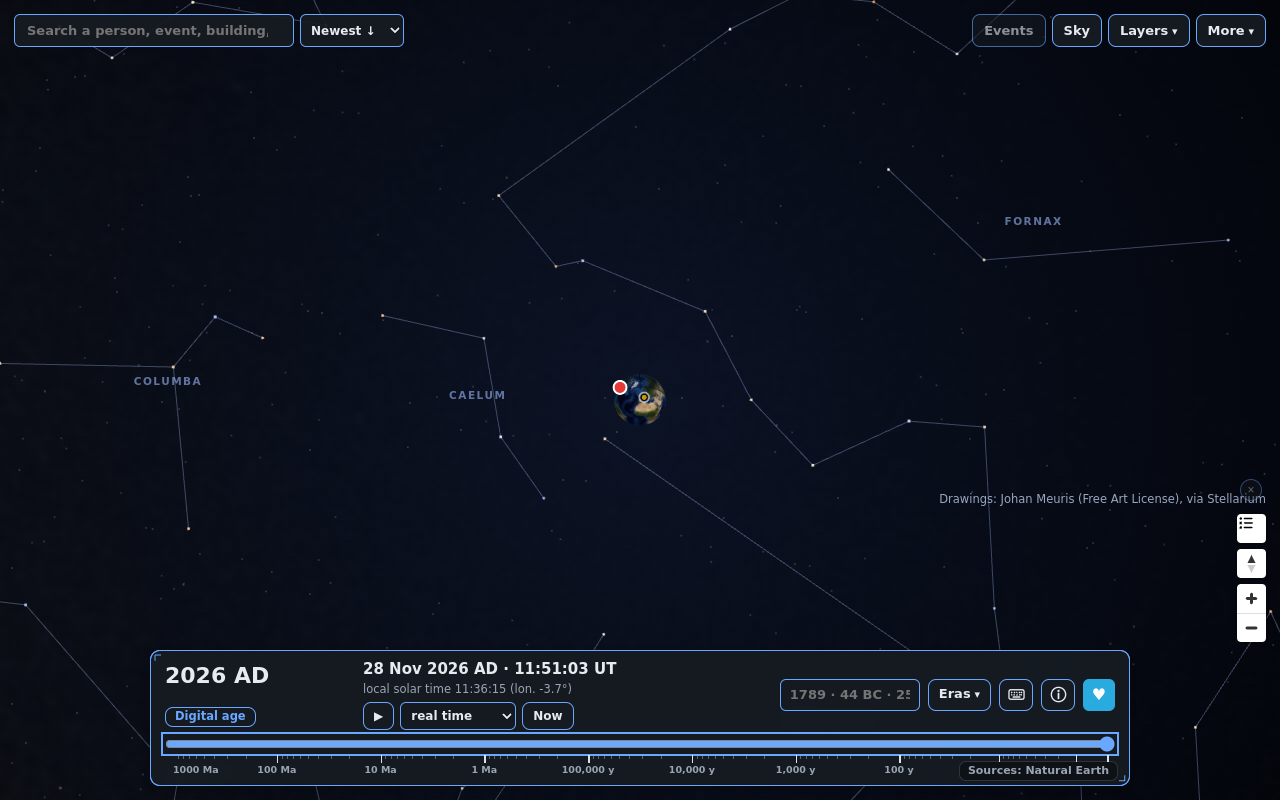 Search a person, event, building,
Newest ↓
Events
Sky
Layers ▾
More ▾
FORNAX
COLUMBA
CAELUM
Drawings: Johan Meuris (Free Art License), via Stellarium
2026 AD
28 Nov 2026 AD · 11:51:03 UT
local solar time 11:36:15 (lon. -3.7°)
Digital age
real time
Now
1789 · 44 BC · 25
Eras ▾
1000 Ma
100 Ma
10 Ma
1 Ma
100,000 y
10,000 y
1,000 y
100 y
Sources: Natural Earth